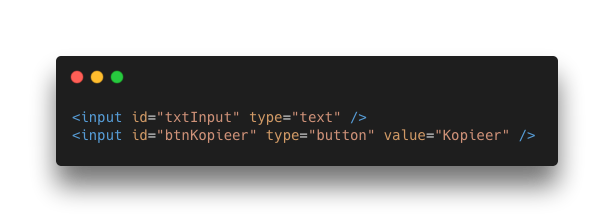 <input id="txtInput" type="text" />
<input id="btnKopieer" type="button" value="Kopieer" />